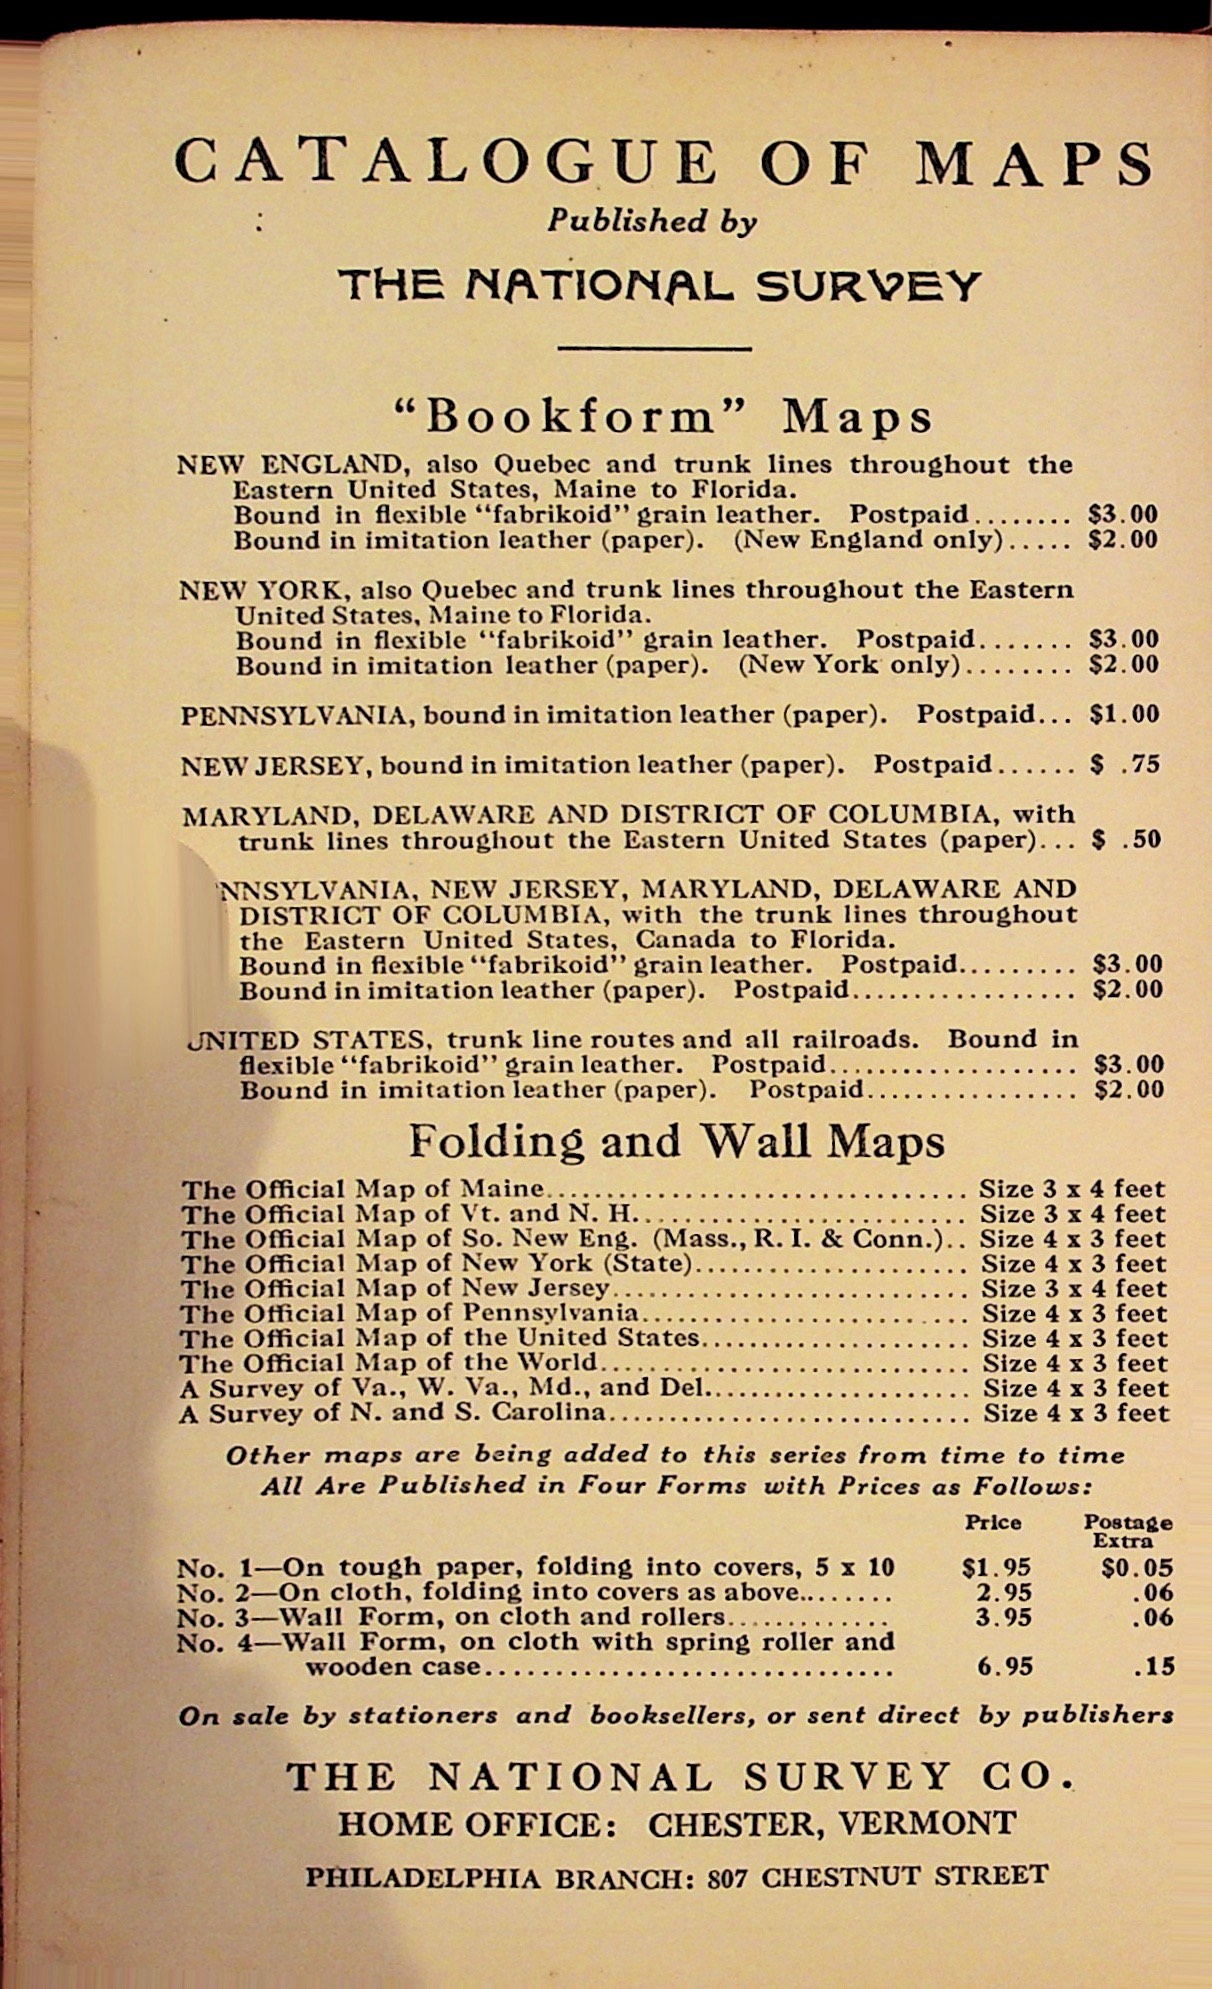 CATALOGUE OF MAPS
Published by
THE NATIONAL SURVEY
“Bookform” Maps
NEW ENGLAND, also Quebec and trunk lines throughout the
Eastern United States, Maine to Florida.
Bound in flexible “fabrikoid” grain leather. Postpaid........ $3.00
Bound in imitation leather (paper). (New England only)..... $2.00
NEW YORK, also Quebec and trunk lines throughout the Eastern
United States, Maine to Florida.
Bound in flexible “fabrikoid” grain leather. Postpaid....... $3.00
Bound in imitation leather (paper). (New York only)........ $2.00
PENNSYLVANIA, bound in imitation leather (paper). Postpaid... $1.00
NEW JERSEY, bound in imitation leather (paper). Postpaid...... $ .75
MARYLAND, DELAWARE AND DISTRICT OF COLUMBIA, with
trunk lines throughout the Eastern United States (paper)... $ .50
NNSYLVANIA, NEW JERSEY, MARYLAND, DELAWARE AND
DISTRICT OF COLUMBIA, with the trunk lines throughout
the Eastern United States, Canada to Florida.
Bound in flexible “fabrikoid” grain leather. Postpaid.......... $3.00
Bound in imitation leather (paper). Postpaid.................. $2.00
UNITED STATES, trunk line routes and all railroads. Bound in
flexible “fabrikoid” grain leather. Postpaid..................... $3.00
Bound in imitation leather (paper). Postpaid................. $2.00
Folding and Wall Maps
The Official Map of Maine.................................. Size 3 x 4 feet
The Official Map of Vt. and N. H........................... Size 3 x 4 feet
The Official Map of So. New Eng. (Mass., R. I. & Conn.).. Size 4 x 3 feet
The Official Map of New York (State)...................... Size 4 x 3 feet
The Official Map of New Jersey............................. Size 3 x 4 feet
The Official Map of Pennsylvania........................... Size 4 x 3 feet
The Official Map of the United States...................... Size 4 x 3 feet
The Official Map of the World.............................. Size 4 x 3 feet
A Survey of Va., W. Va., Md., and Del...................... Size 4 x 3 feet
A Survey of N. and S. Carolina............................. Size 4 x 3 feet
Other maps are being added to this series from time to time
All Are Published in Four Forms with Prices as Follows:
Price Postage
Extra
No. 1—On tough paper, folding into covers, 5 x 10 $1.95 $0.05
No. 2—On cloth, folding into covers as above........ 2.95 .06
No. 3—Wall Form, on cloth and rollers.............. 3.95 .06
No. 4—Wall Form, on cloth with spring roller and
wooden case................................. 6.95 .15
On sale by stationers and booksellers, or sent direct by publishers
THE NATIONAL SURVEY CO.
HOME OFFICE: CHESTER, VERMONT
PHILADELPHIA BRANCH: 807 CHESTNUT STREET